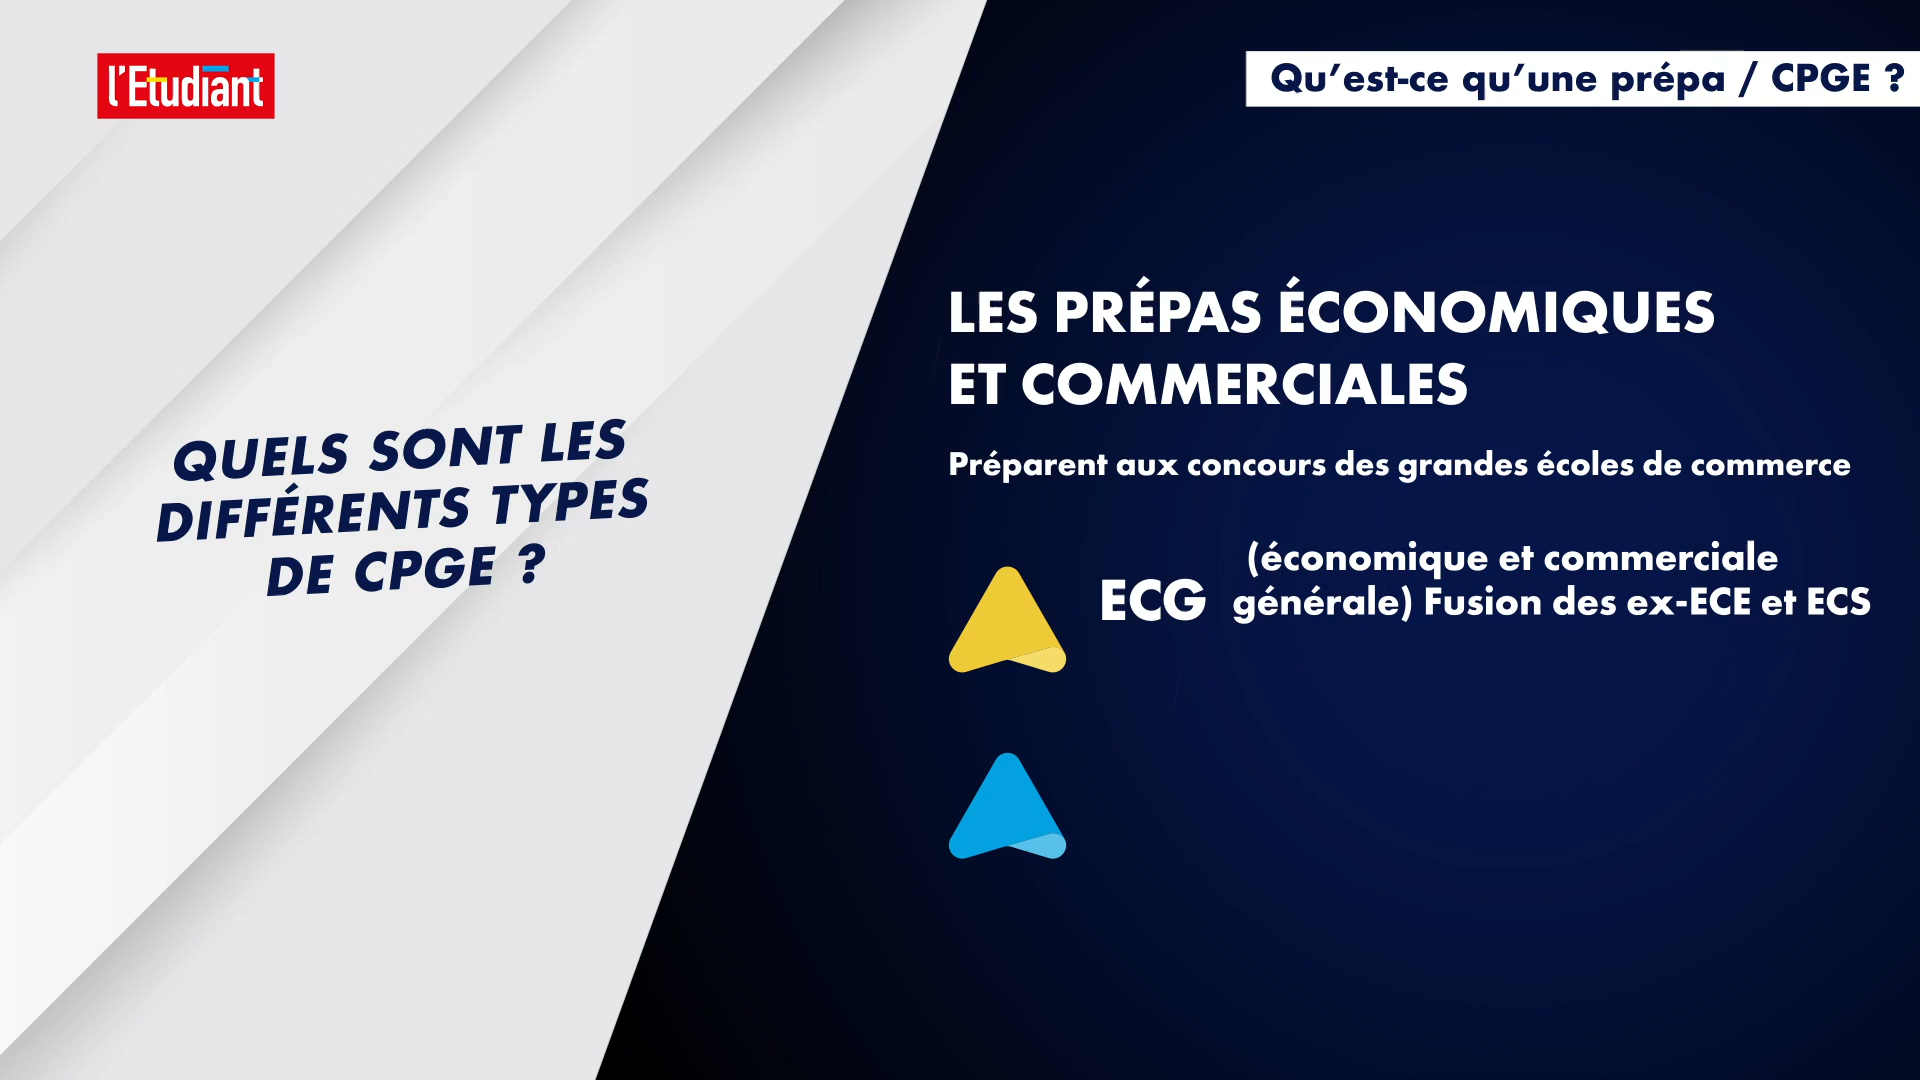 l'Etudiant
Qu’est-ce qu’une prépa / CPGE ?
QUELS SONT LES
DIFFÉRENTS TYPES
DE CPGE ?
LES PRÉPAS ÉCONOMIQUES
ET COMMERCIALES
Préparent aux concours des grandes écoles de commerce
ECG
(économique et commerciale
générale) Fusion des ex-ECE et ECS